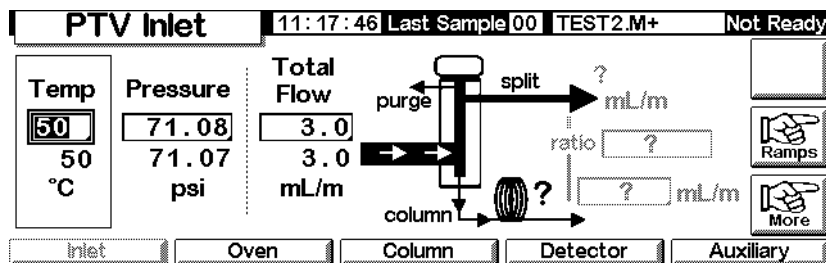 PTV Inlet 11:17:46 Last Sample 00 TEST2.M+ Not Ready
Temp Pressure Total Flow
50 71.08 3.0
50 71.07 3.0
°C psi mL/m
purge split ? mL/m
ratio ?
? mL/m
column ?
Ramps
More
Inlet Oven Column Detector Auxiliary